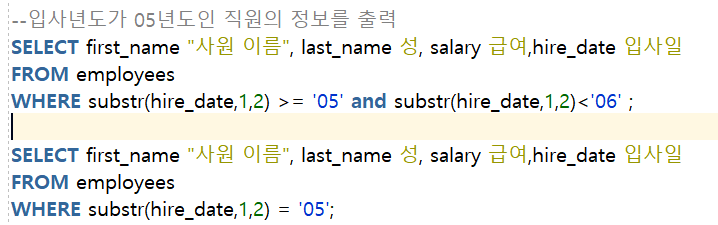 --입사년도가 05년도인 직원의 정보를 출력
SELECT first_name "사원 이름", last_name 성, salary 급여,hire_date 입사일
FROM employees
WHERE substr(hire_date,1,2) >= '05' and substr(hire_date,1,2)<'06' ;
SELECT first_name "사원 이름", last_name 성, salary 급여,hire_date 입사일
FROM employees
WHERE substr(hire_date,1,2) = '05';